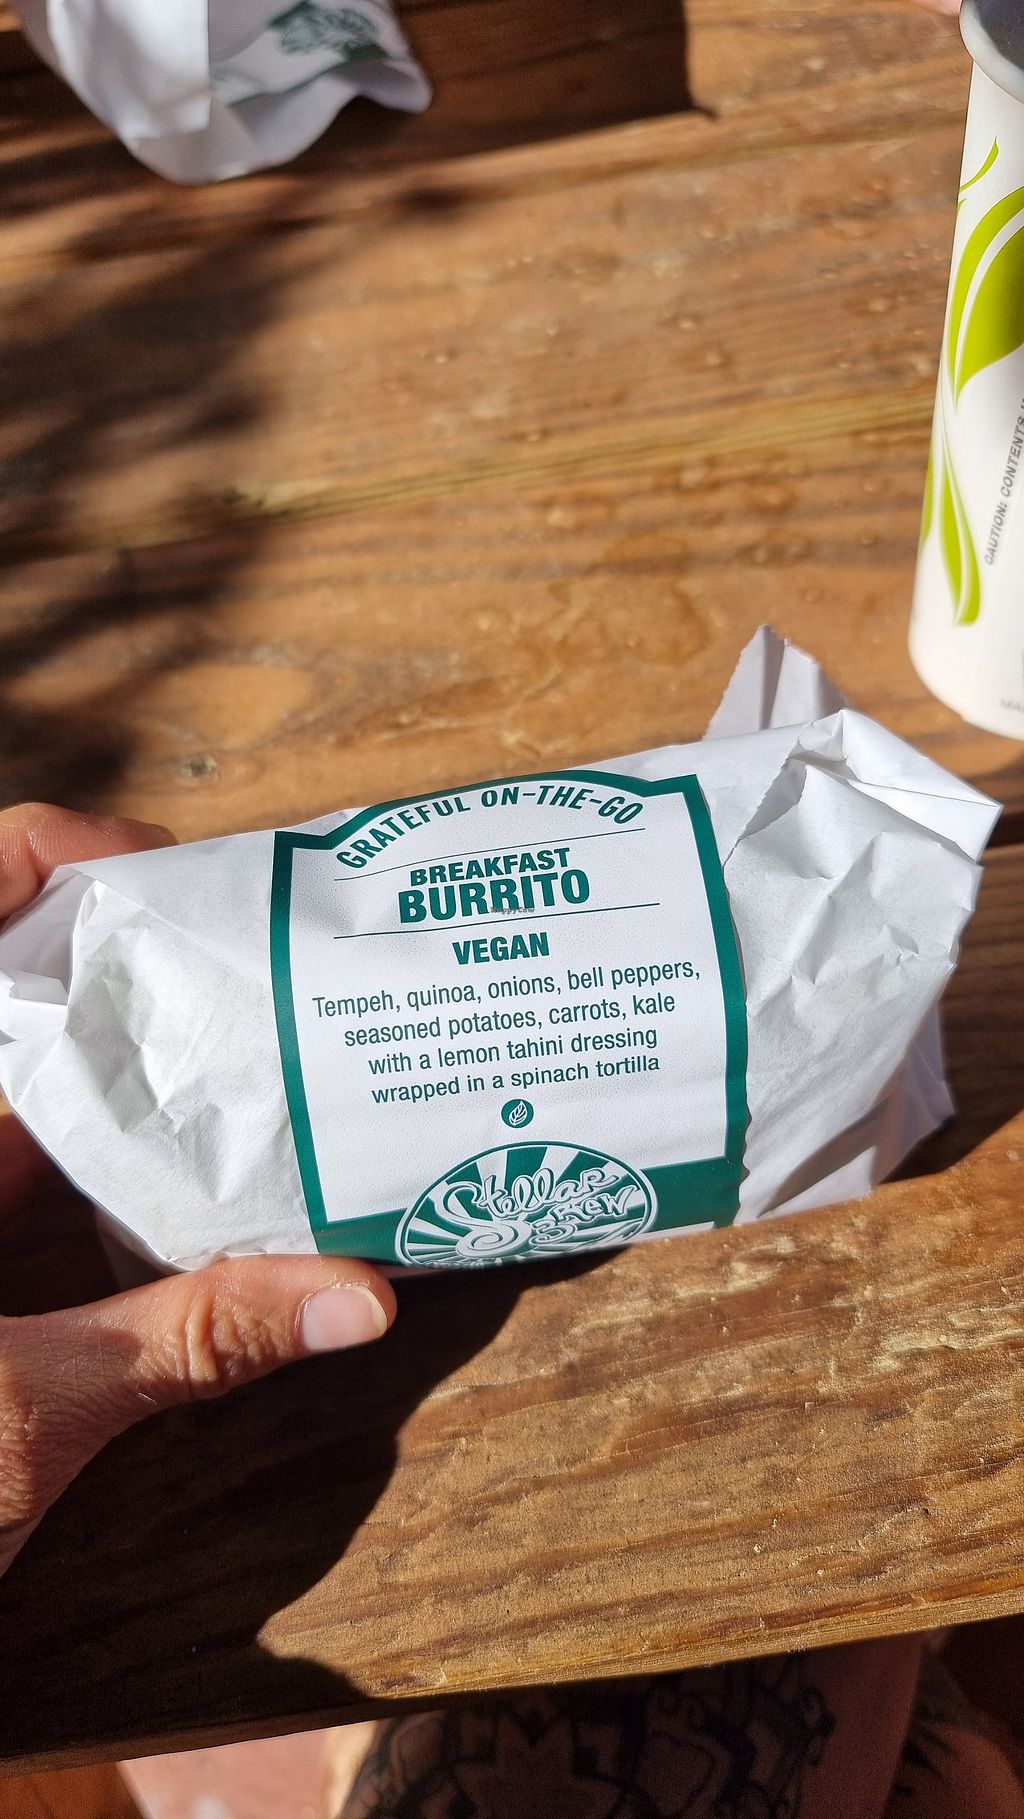 CAUTION: CONTENTS
GRATEFUL ON-THE-GO
BREAKFAST
BURRITO
HappyCow
VEGAN
Tempeh, quinoa, onions, bell peppers,
seasoned potatoes, carrots, kale
with a lemon tahini dressing
wrapped in a spinach tortilla
Stellar
Brew